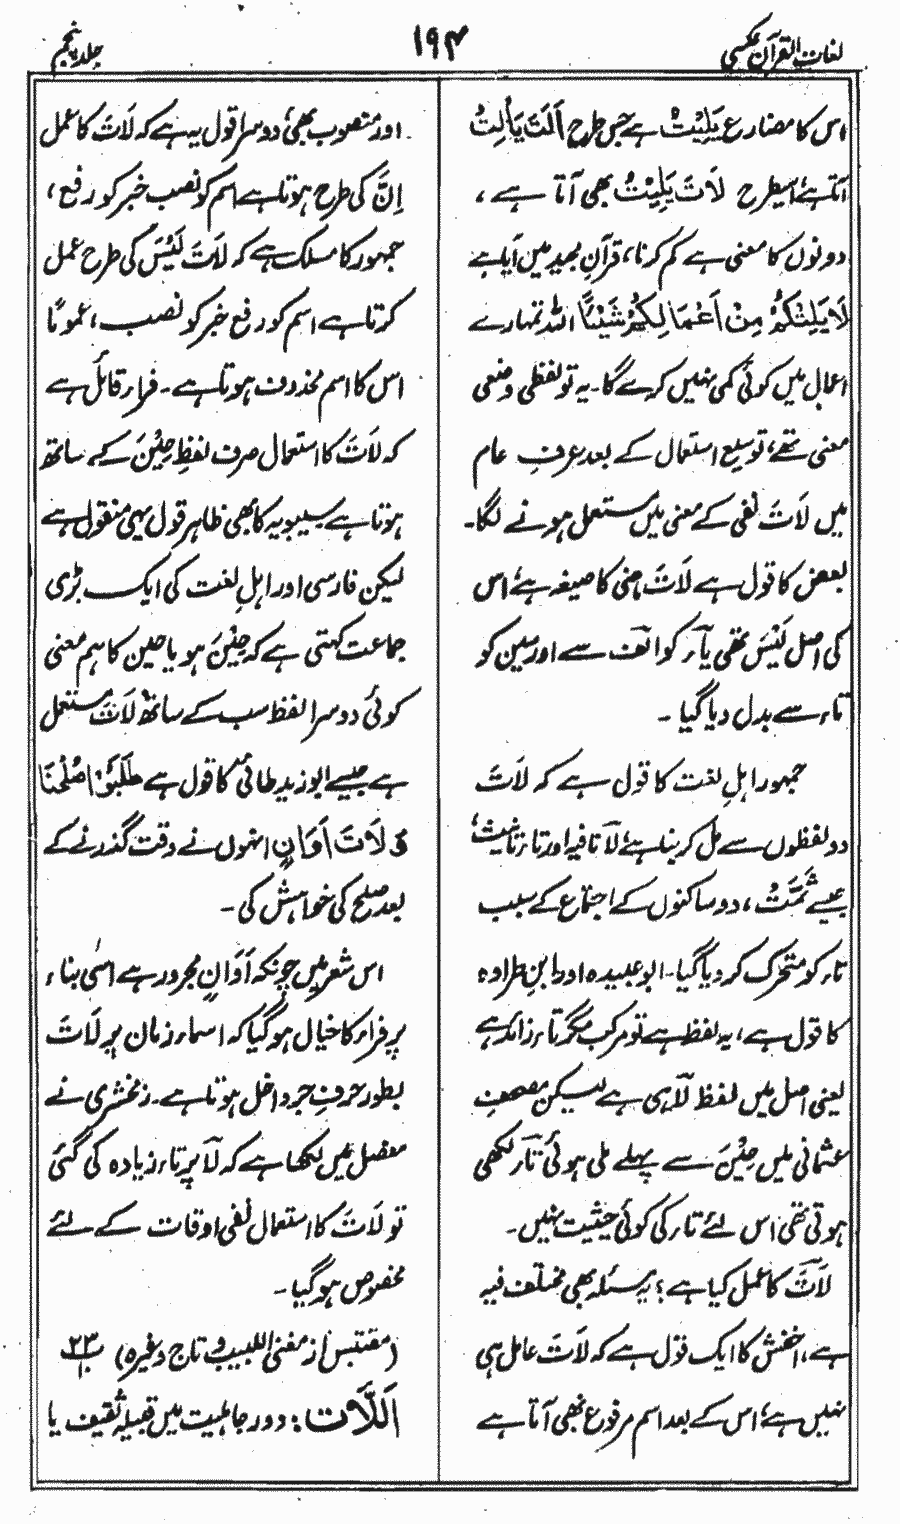 لغات القرآن عکسی
۱۹۴
جلد پنجم
اس کا مضارع یَلِیْتُ ہے جس طرح اَلَتَ یَأْلِتُ
آتا ہے، اسیطرح لَاتَ یَلِیْتُ بھی آتا ہے،
دونوں کا معنی ہے کم کرنا، قرآن مجید میں آیا ہے
لَا یَلِتْکُمْ مِنْ اَعْمَالِکُمْ شَیْئًا اللہ تمہارے
اعمال میں کوئی کمی نہیں کرے گا۔ یہ تو لفظی وضعی
معنی تھے، توسیع استعمال کے بعد عرفِ عام
میں لَاتَ نفی کے معنی میں مستعمل ہونے لگا۔
بعض کا قول ہے لَاتَ ماضی کا صیغہ ہے، اس
کی اصل لَیْسَ تھی یآء کو الف سے اور سین کو
تاء سے بدل دیا گیا۔
جمہور اہلِ لغت کا قول ہے کہ لَاتَ
دو لفظوں سے مل کر بنا ہے، لَا نافیہ اور تاء تانیث،
جیسے ثُمَّتَ، دو ساکنوں کے اجتماع کے سبب
تاء کو متحرک کر دیا گیا۔ ابو عبیدہ اور ابنِ طراوہ
کا قول ہے، یہ لفظ ہے تو مرکب مگر تاء زائد ہے
یعنی اصل میں لفظ لَا ہی ہے لیکن مصحفِ
عثمانی میں حِیْنَ سے پہلے ملی ہوئی تآء لکھی
ہوتی تھی اس لئے تاء کی کوئی حیثیت نہیں۔
لَاتَ کا عمل کیا ہے؟ یہ مسئلہ بھی مختلف فیہ
ہے، اخفش کا ایک قول ہے کہ لَاتَ عامل ہی
نہیں ہے، اس کے بعد اسم مرفوع بھی آتا ہے
اور منصوب بھی، دوسرا قول یہ ہے کہ لَاتَ کا عمل
اِنَّ کی طرح ہوتا ہے اسم کو نصب خبر کو رفع،
جمہور کا مسلک ہے کہ لَاتَ لَیْسَ کی طرح عمل
کرتا ہے اسم کو رفع خبر کو نصب، عمومًا
اس کا اسم محذوف ہوتا ہے۔ فراء قائل ہے
کہ لَاتَ کا استعمال صرف لفظِ حِیْنَ کے ساتھ
ہوتا ہے سیبویہ کا بھی ظاہر قول یہی منقول ہے
لیکن فارسی اور اہلِ لغت کی ایک بڑی
جماعت کہتی ہے کہ حِیْنَ ہو یا حین کا ہم معنی
کوئی دوسرا لفظ سب کے ساتھ لَاتَ مستعمل
ہے جیسے ابو زید طائی کا قول ہے طَلَبُوْا صُلْحَنَا
وَ لَاتَ اَوَانٍ انہوں نے وقت گذرنے کے
بعد صلح کی خواہش کی۔
اس شعر میں چونکہ اَوَانٍ مجرور ہے اسی بناء
پر فراء کا خیال ہو گیا کہ اسماء زمان پر لَاتَ
بطور حرفِ جر داخل ہوتا ہے۔ زمخشری نے
مفصل میں لکھا ہے کہ لَا پر تاء زیادہ کی گئی
تو لَاتَ کا استعمال نفی اوقات کے لئے
مخصوص ہو گیا۔
(مقتبس از مغنی اللبیب و تاج وغیرہ)
اَللَّات: دور جاہلیت میں قبیلہ ثقیف یا